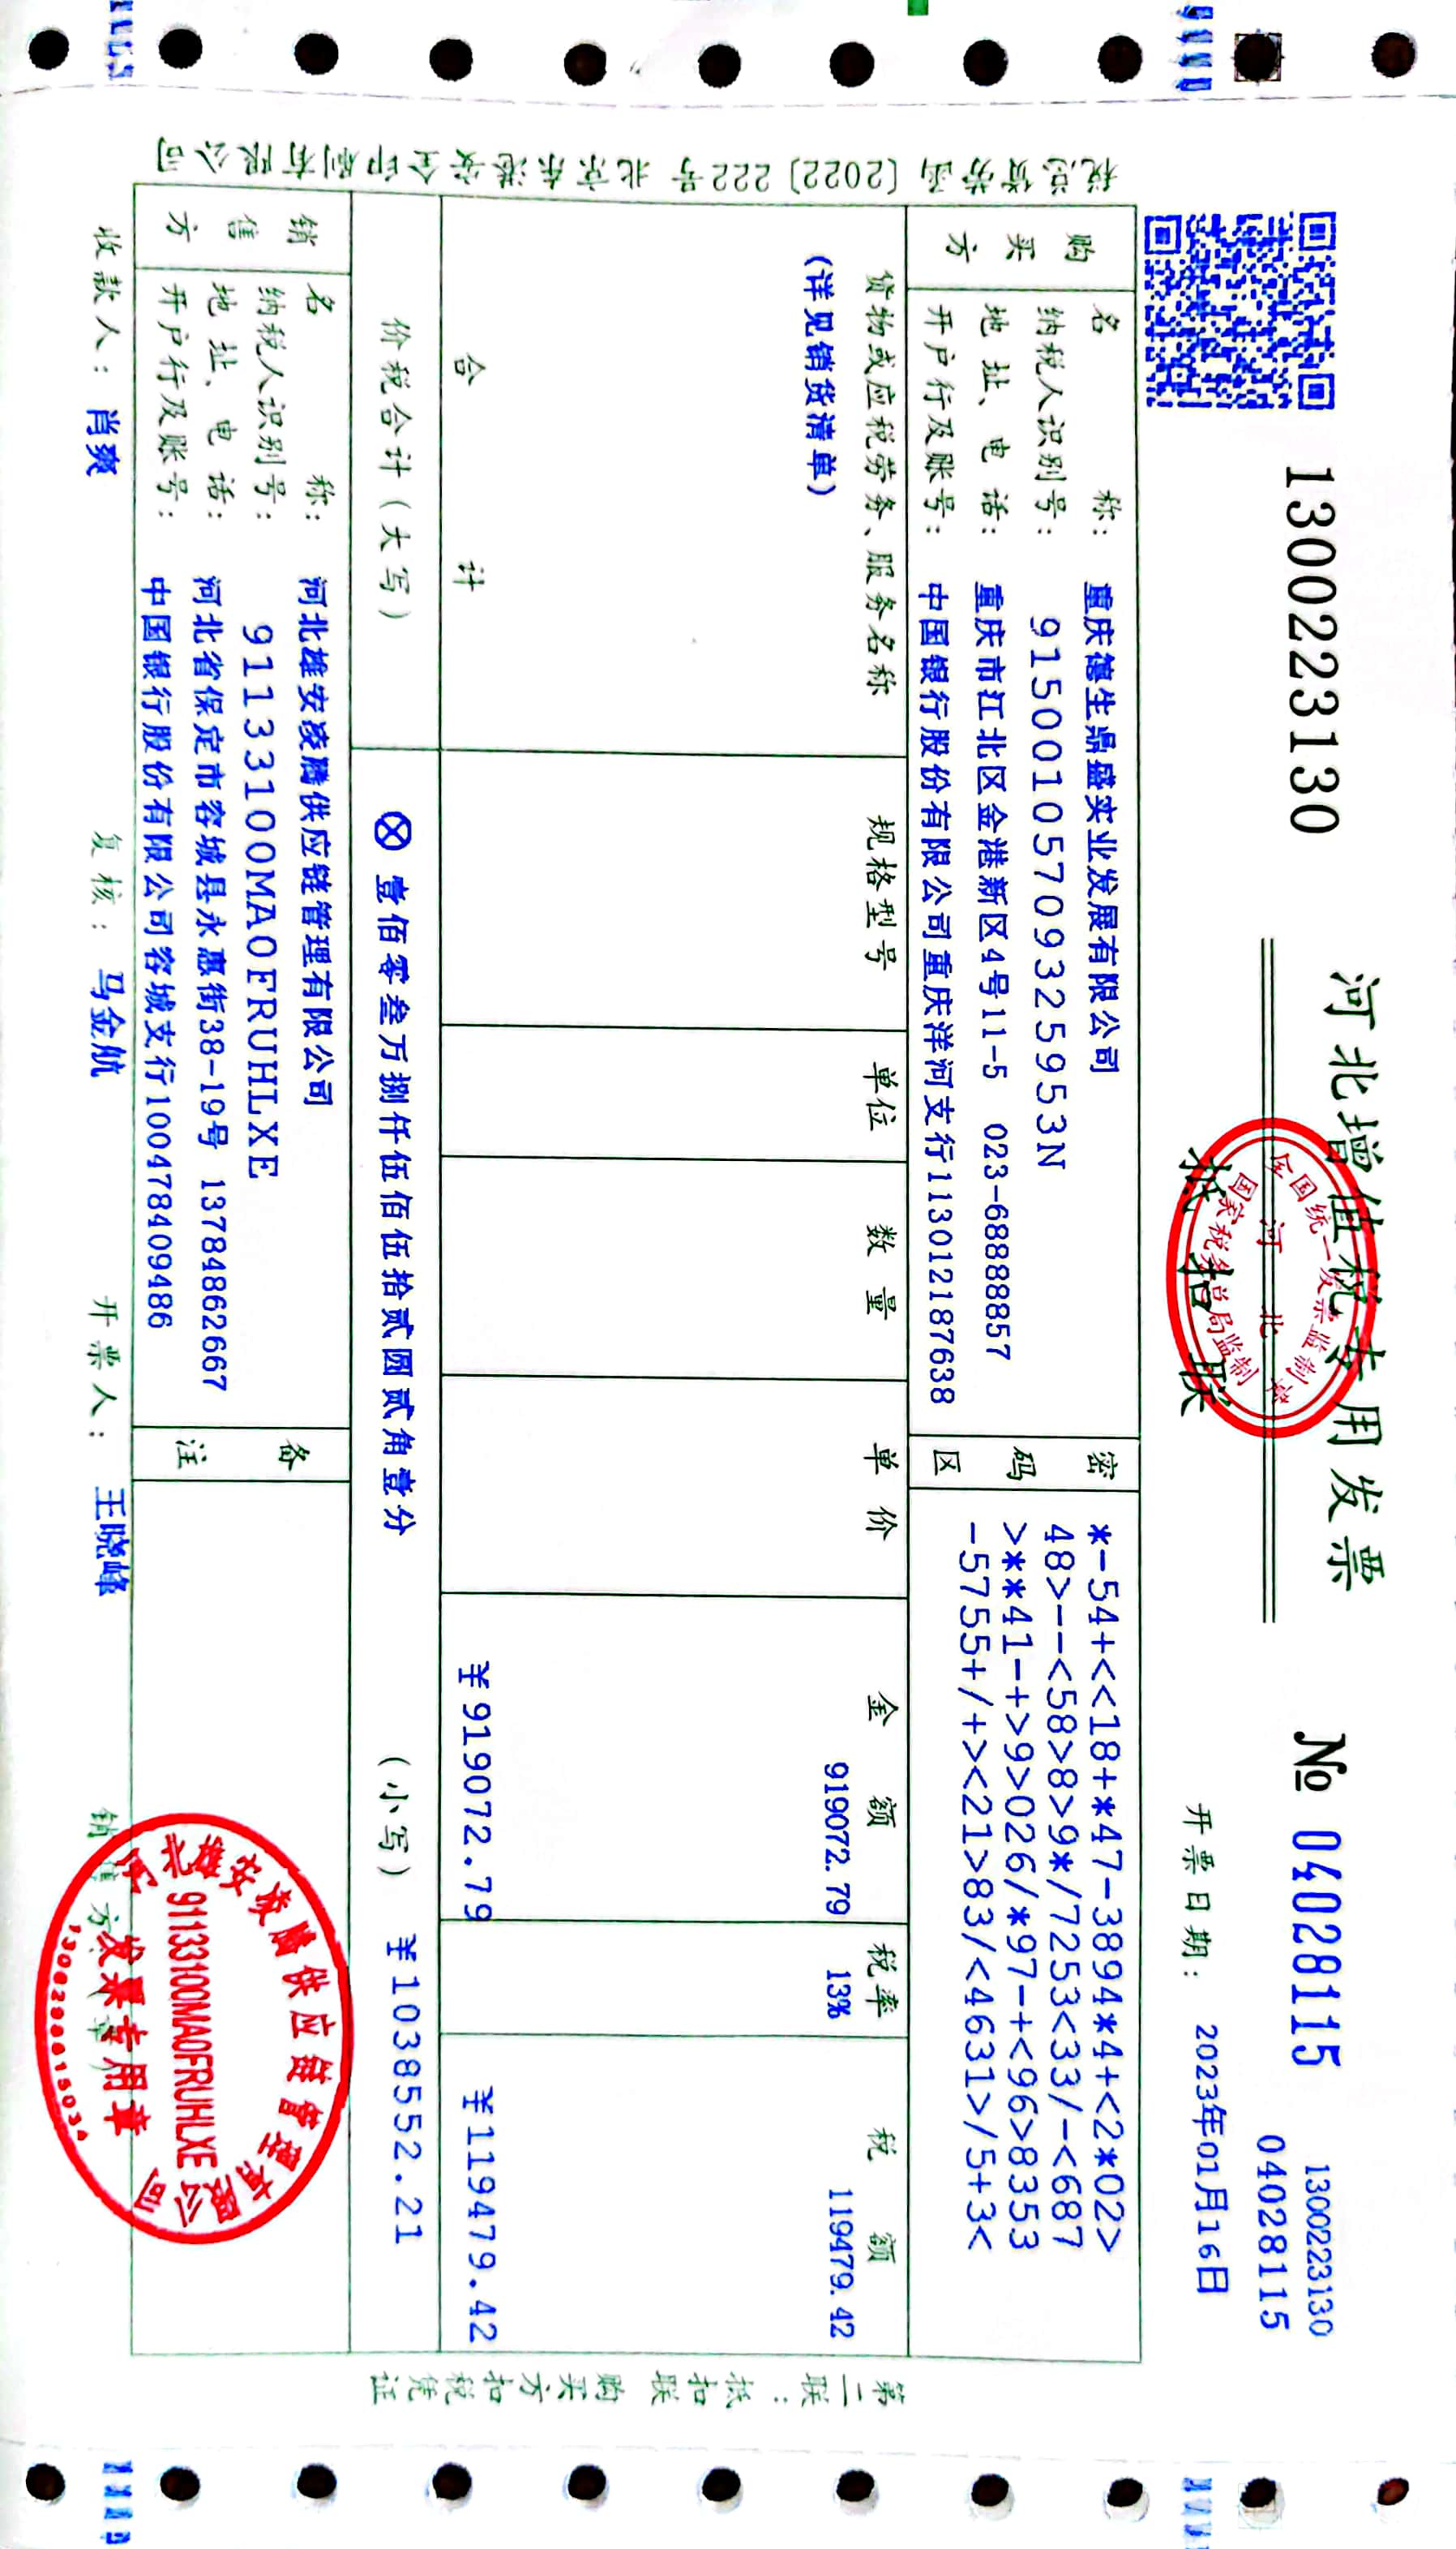 1300223130
河北增值税专用发票
№ 04028115
1300223130
04028115
抵扣联
全国统一发票监制章
河北
国家税务总局监制
开票日期： 2023年01月16日
税总货劳函〔2022〕222号 北京东港安全印刷有限公司
购买方
名称： 重庆德生鼎盛实业发展有限公司
纳税人识别号： 91500105709325953N
地址、电话： 重庆市江北区金港新区4号11-5 023-68888857
开户行及账号： 中国银行股份有限公司重庆洋河支行113012187638
密码区
*-54+<<18+*47-3894**4+<2*02>
48>--<58>8>9*/7253<33/-<687
>**41-+>9>026/*97-+<96>8353
-5755+/+><21>83/<4631>/5+3<
货物或应税劳务、服务名称 规格型号 单位 数量 单价 金额 税率 税额
(详见销货清单) 919072.79 13% 119479.42
合计 ￥919072.79 ￥119479.42
价税合计（大写） ⊗ 壹佰零叁万捌仟伍佰伍拾贰圆贰角壹分 （小写） ￥1038552.21
销售方
名称： 河北雄安凌腾供应链管理有限公司
纳税人识别号： 91133100MA0FRUHLXE
地址、电话： 河北省保定市容城县永惠街38-19号 13784862667
开户行及账号： 中国银行股份有限公司容城支行100478409486
备注
收款人： 肖爽 复核： 马金航 开票人： 王晓峰 销售方：（章）
河北雄安凌腾供应链管理有限公司
91133100MA0FRUHLXE
发票专用章
第二联：抵扣联 购买方扣税凭证